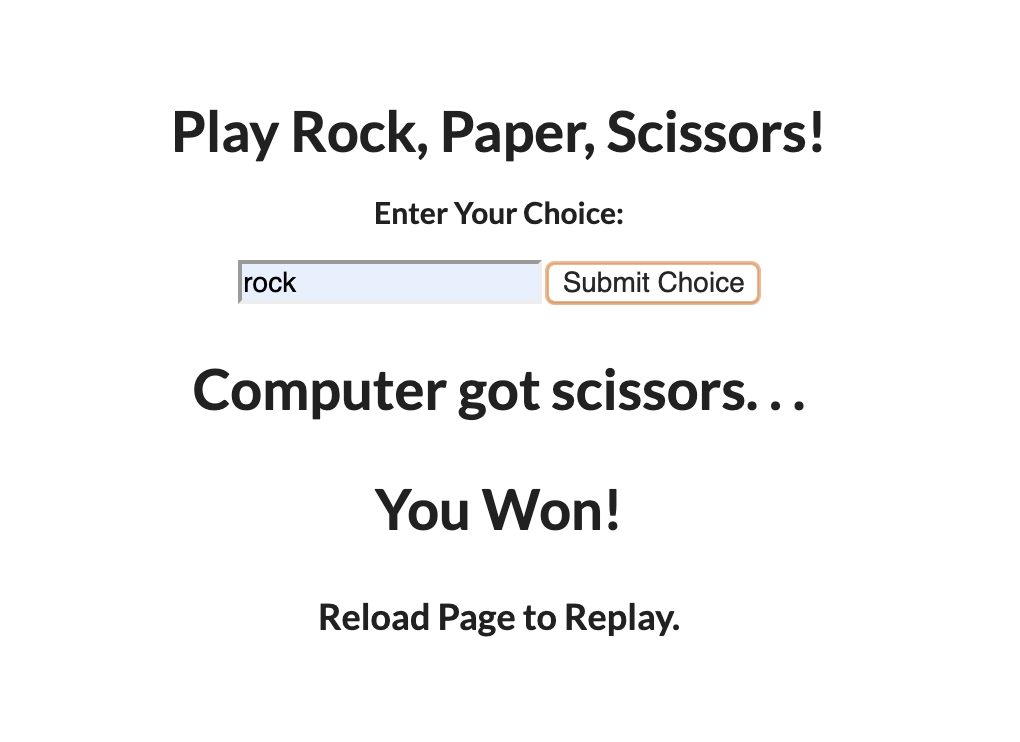 Play Rock, Paper, Scissors!
Enter Your Choice:
rock Submit Choice
Computer got scissors. . .
You Won!
Reload Page to Replay.